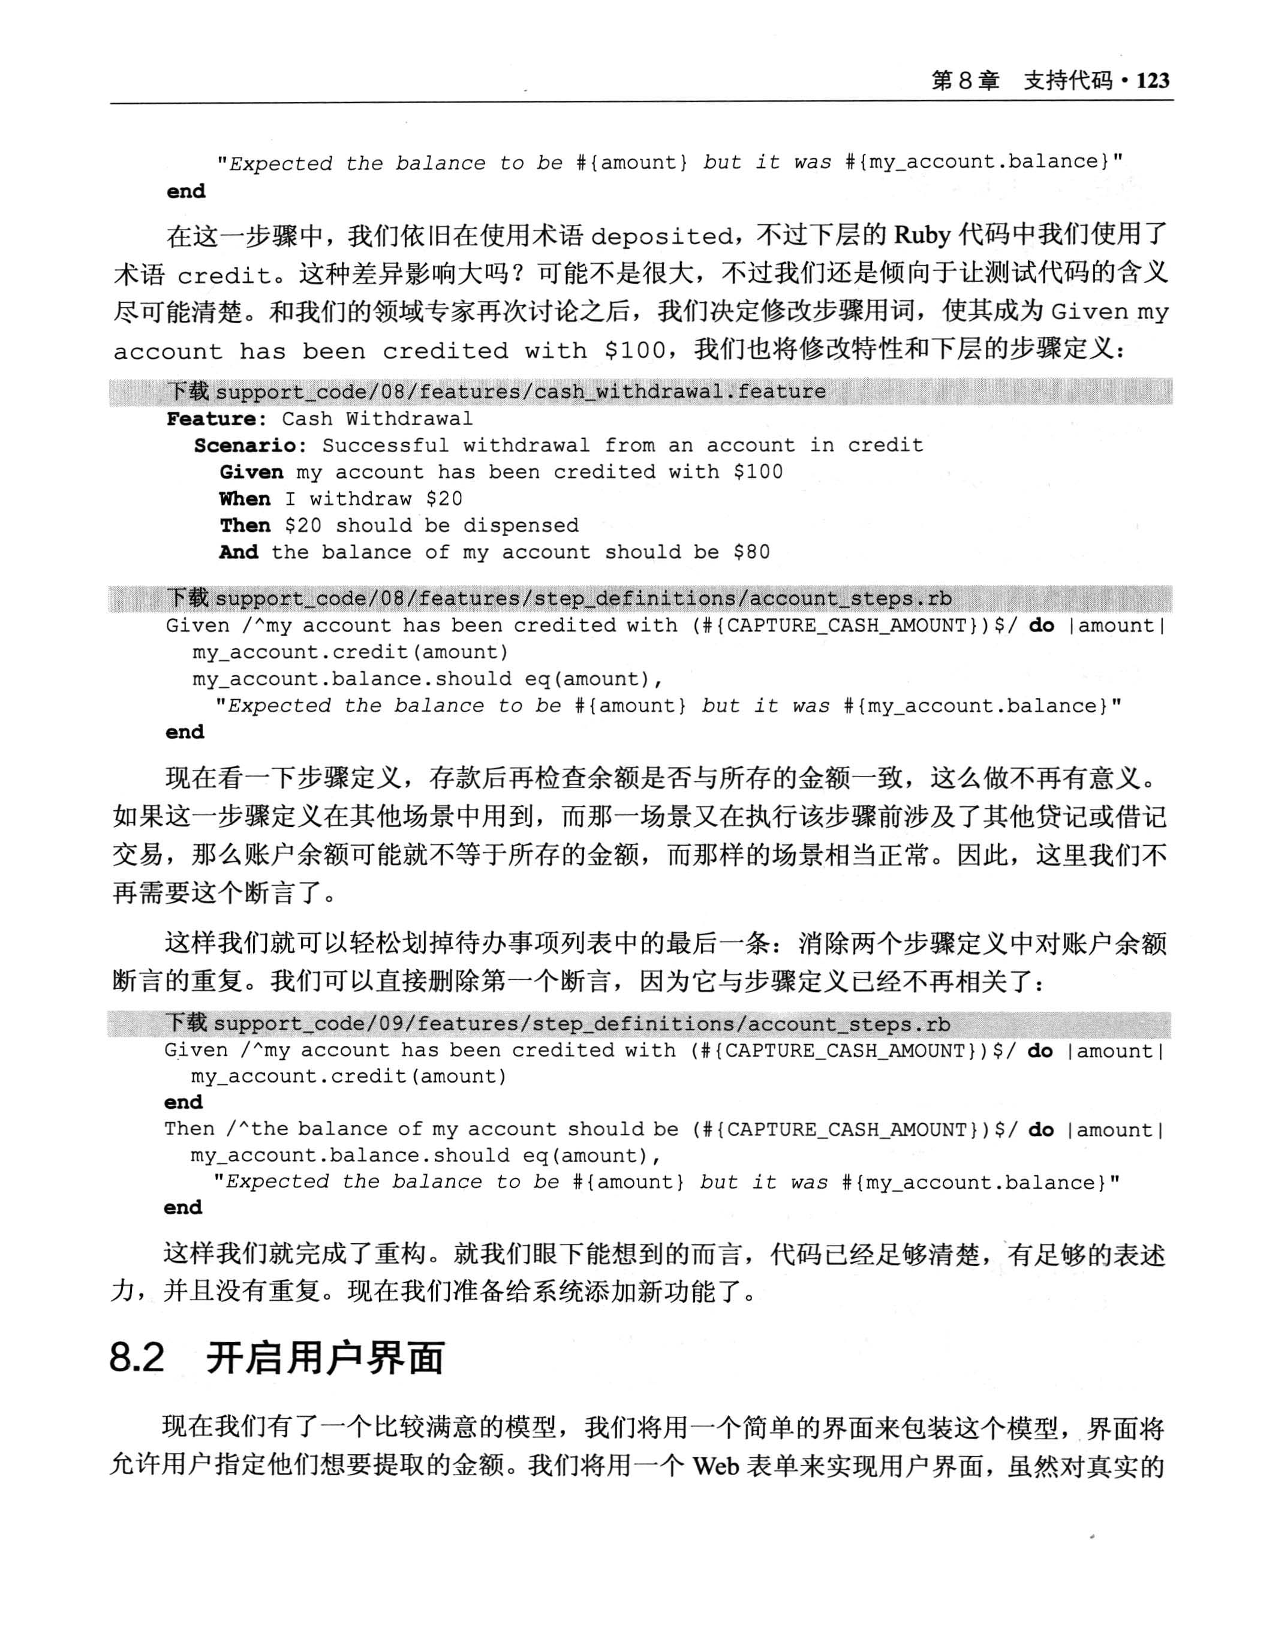 第 8 章　支持代码 · 123
"Expected the balance to be #{amount} but it was #{my_account.balance}"
end
在这一步骤中，我们依旧在使用术语 deposited，不过下层的 Ruby 代码中我们使用了
术语 credit。这种差异影响大吗？可能不是很大，不过我们还是倾向于让测试代码的含义
尽可能清楚。和我们的领域专家再次讨论之后，我们决定修改步骤用词，使其成为 Given my
account has been credited with $100，我们也将修改特性和下层的步骤定义：
下载 support_code/08/features/cash_withdrawal.feature
Feature: Cash Withdrawal
Scenario: Successful withdrawal from an account in credit
Given my account has been credited with $100
When I withdraw $20
Then $20 should be dispensed
And the balance of my account should be $80
下载 support_code/08/features/step_definitions/account_steps.rb
Given /^my account has been credited with (#{CAPTURE_CASH_AMOUNT})$/ do |amount|
my_account.credit(amount)
my_account.balance.should eq(amount),
"Expected the balance to be #{amount} but it was #{my_account.balance}"
end
现在看一下步骤定义，存款后再检查余额是否与所存的金额一致，这么做不再有意义。
如果这一步骤定义在其他场景中用到，而那一场景又在执行该步骤前涉及了其他贷记或借记
交易，那么账户余额可能就不等于所存的金额，而那样的场景相当正常。因此，这里我们不
再需要这个断言了。
这样我们就可以轻松划掉待办事项列表中的最后一条：消除两个步骤定义中对账户余额
断言的重复。我们可以直接删除第一个断言，因为它与步骤定义已经不再相关了：
下载 support_code/09/features/step_definitions/account_steps.rb
Given /^my account has been credited with (#{CAPTURE_CASH_AMOUNT})$/ do |amount|
my_account.credit(amount)
end
Then /^the balance of my account should be (#{CAPTURE_CASH_AMOUNT})$/ do |amount|
my_account.balance.should eq(amount),
"Expected the balance to be #{amount} but it was #{my_account.balance}"
end
这样我们就完成了重构。就我们眼下能想到的而言，代码已经足够清楚，有足够的表述
力，并且没有重复。现在我们准备给系统添加新功能了。
8.2　开启用户界面
现在我们有了一个比较满意的模型，我们将用一个简单的界面来包装这个模型，界面将
允许用户指定他们想要提取的金额。我们将用一个 Web 表单来实现用户界面，虽然对真实的